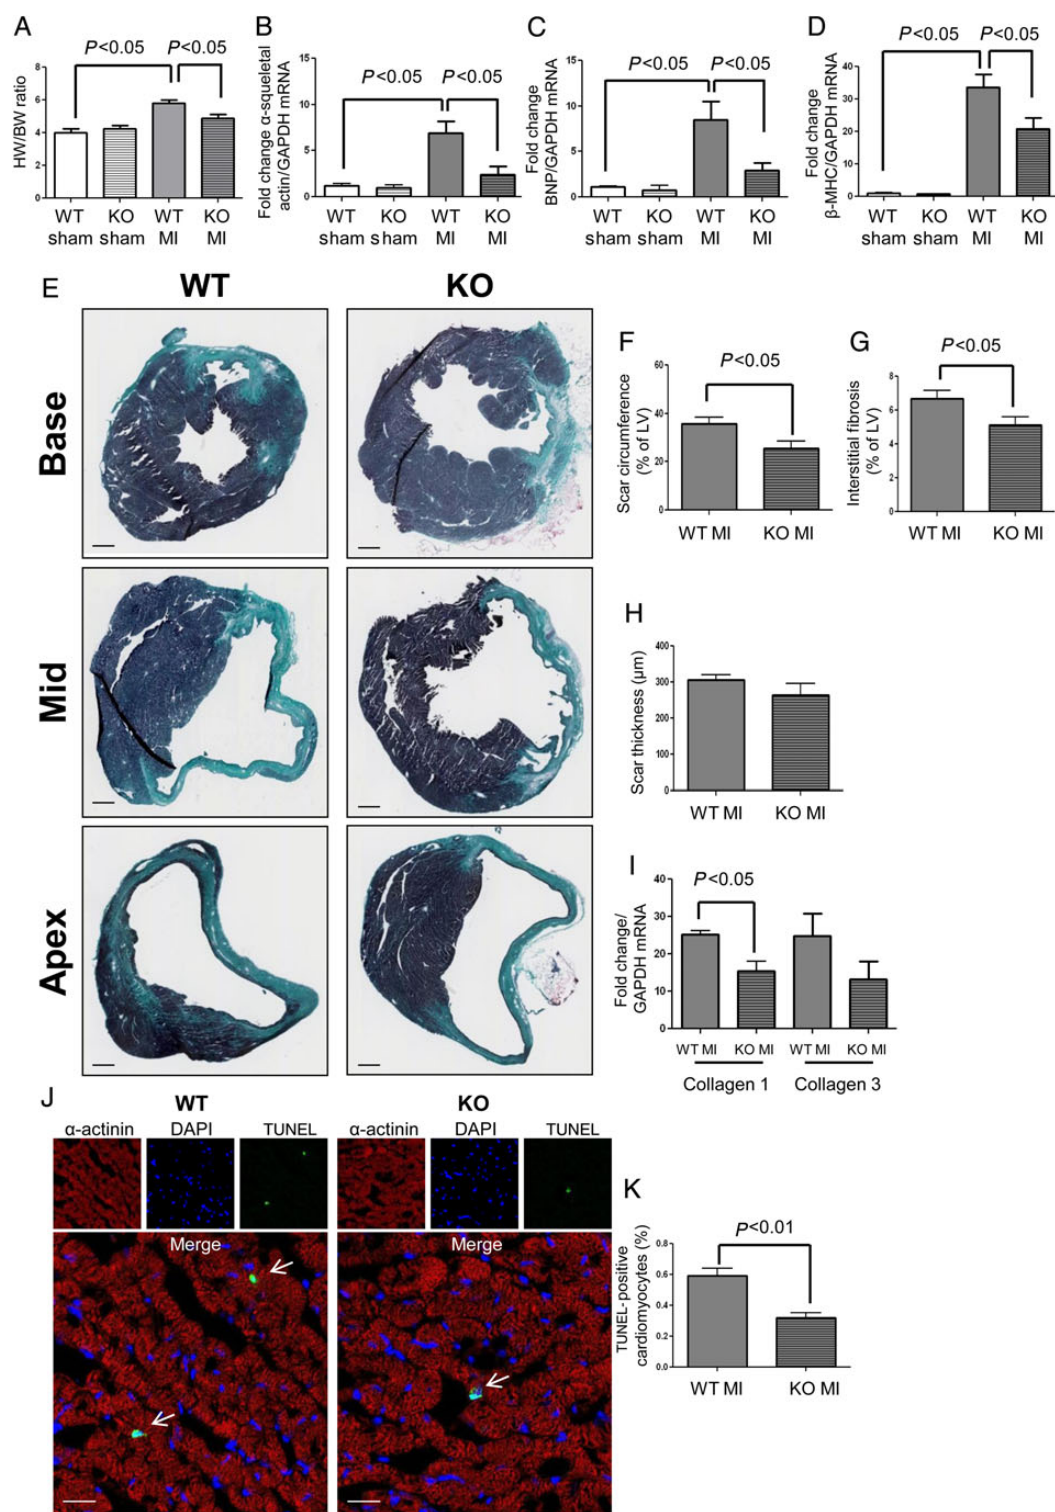 A
P<0.05
P<0.05
HW/BW ratio
8
6
4
2
0
WT
sham
KO
sham
WT
MI
KO
MI
B
P<0.05
P<0.05
Fold change α-squeletal
actin/GAPDH mRNA
15
10
5
0
WT
sham
KO
sham
WT
MI
KO
MI
C
P<0.05
P<0.05
Fold change
BNP/GAPDH mRNA
15
10
5
0
WT
sham
KO
sham
WT
MI
KO
MI
D
P<0.05
P<0.05
Fold change
β-MHC/GAPDH mRNA
40
30
20
10
0
WT
sham
KO
sham
WT
MI
KO
MI
E
WT
KO
Base
Mid
Apex
F
P<0.05
Scar circumference
(% of LV)
60
40
20
0
WT MI
KO MI
G
P<0.05
Interstitial fibrosis
(% of LV)
8
6
4
2
0
WT MI
KO MI
H
Scar thickness (μm)
400
300
200
100
0
WT MI
KO MI
I
P<0.05
Fold change/
GAPDH mRNA
40
30
20
10
0
WT MI
KO MI
WT MI
KO MI
Collagen 1
Collagen 3
J
WT
KO
α-actinin
DAPI
TUNEL
α-actinin
DAPI
TUNEL
Merge
Merge
K
P<0.01
TUNEL-positive
cardiomyocytes (%)
0.8
0.6
0.4
0.2
0.0
WT MI
KO MI